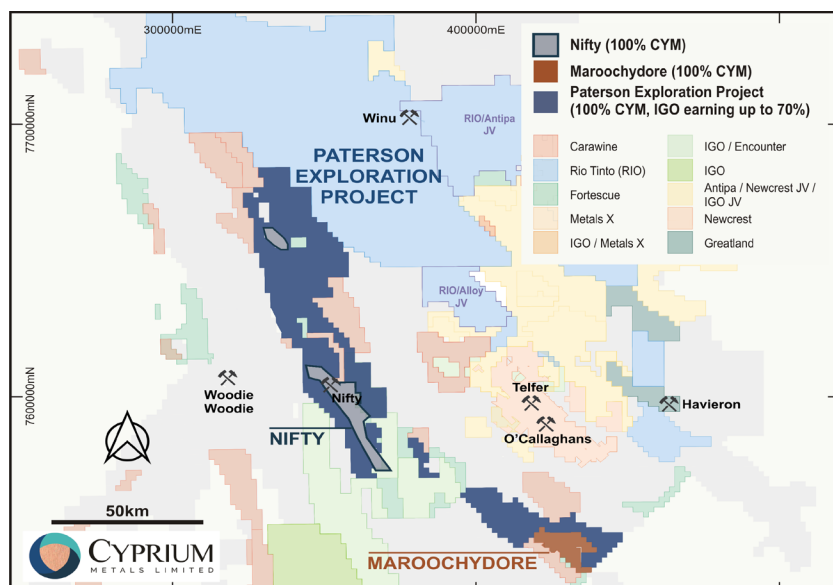 300000mE
400000mE
7700000mN
7600000mN
Nifty (100% CYM)
Maroochydore (100% CYM)
Paterson Exploration Project
(100% CYM, IGO earning up to 70%)
Carawine
Rio Tinto (RIO)
Fortescue
Metals X
IGO / Metals X
IGO / Encounter
IGO
Antipa / Newcrest JV /
IGO JV
Newcrest
Greatland
Winu
RIO/Antipa
JV
PATERSON
EXPLORATION
PROJECT
RIO/Alloy
JV
Woodie
Woodie
Nifty
Telfer
O'Callaghans
Havieron
NIFTY
50km
MAROOCHYDORE
CYPRIUM
METALS LIMITED